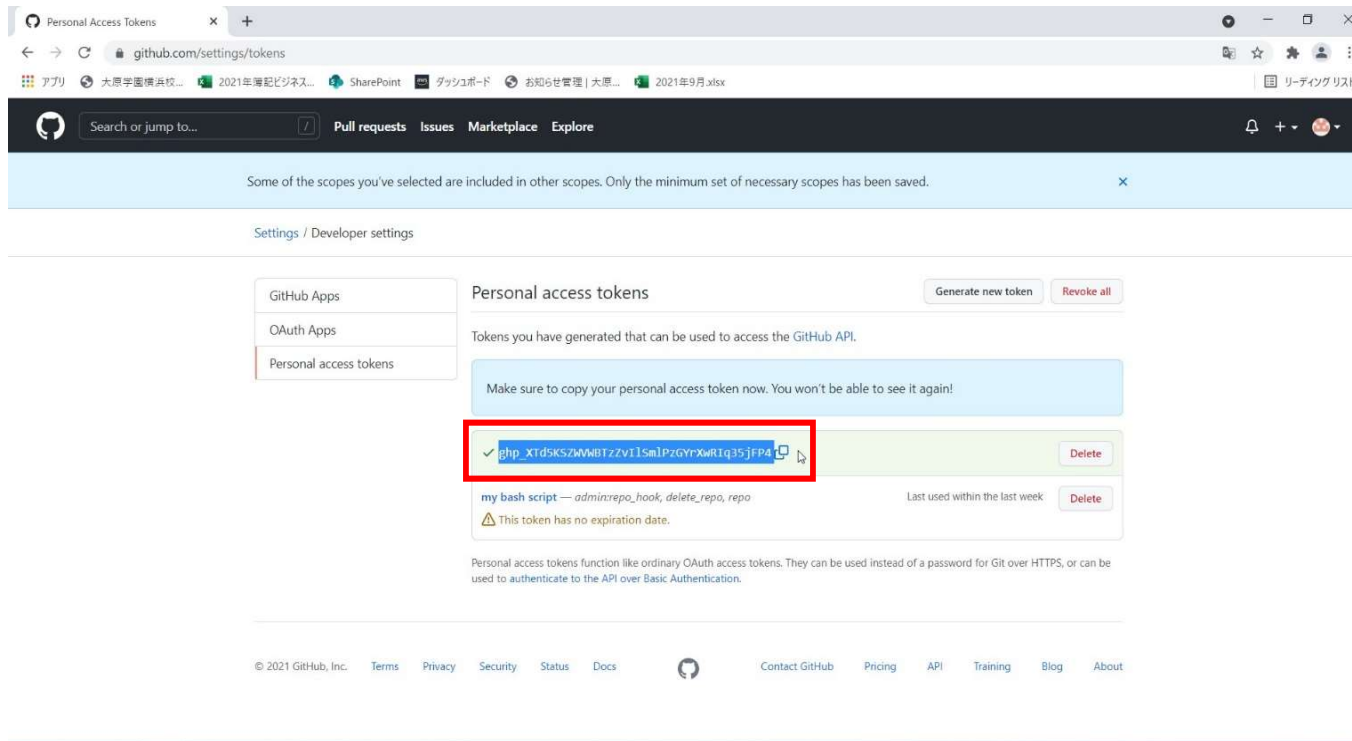 Personal Access Tokens
github.com/settings/tokens
アプリ 大原学園横浜校... 2021年簿記ビジネス... SharePoint ダッシュボード お知らせ管理 | 大原... 2021年9月.xlsx リーディングリスト
Search or jump to... / Pull requests Issues Marketplace Explore
Some of the scopes you've selected are included in other scopes. Only the minimum set of necessary scopes has been saved.
Settings / Developer settings
GitHub Apps
OAuth Apps
Personal access tokens
Personal access tokens Generate new token Revoke all
Tokens you have generated that can be used to access the GitHub API.
Make sure to copy your personal access token now. You won't be able to see it again!
Delete
my bash script — admin:repo_hook, delete_repo, repo Last used within the last week Delete
This token has no expiration date.
Personal access tokens function like ordinary OAuth access tokens. They can be used instead of a password for Git over HTTPS, or can be
used to authenticate to the API over Basic Authentication.
© 2021 GitHub, Inc. Terms Privacy Security Status Docs Contact GitHub Pricing API Training Blog About